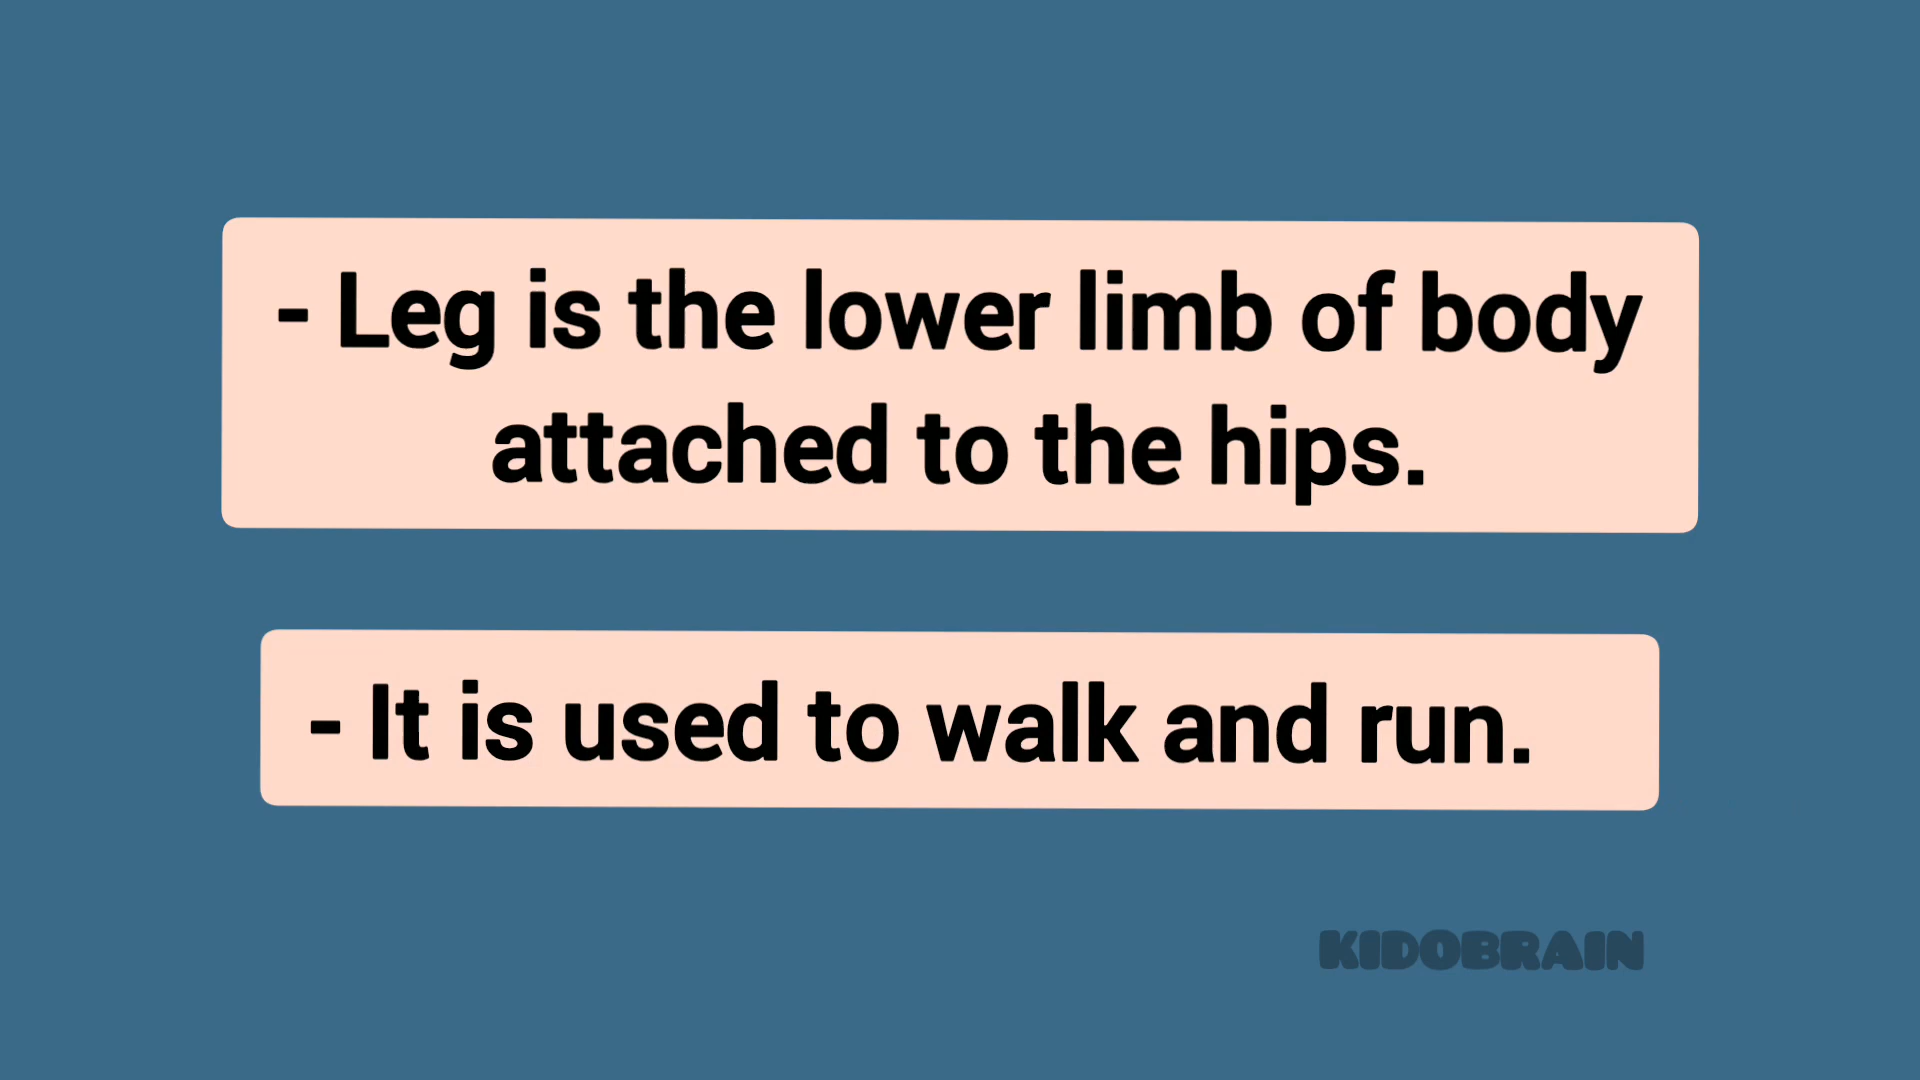 - Leg is the lower limb of body
attached to the hips.
- It is used to walk and run.
KIDOBRAIN